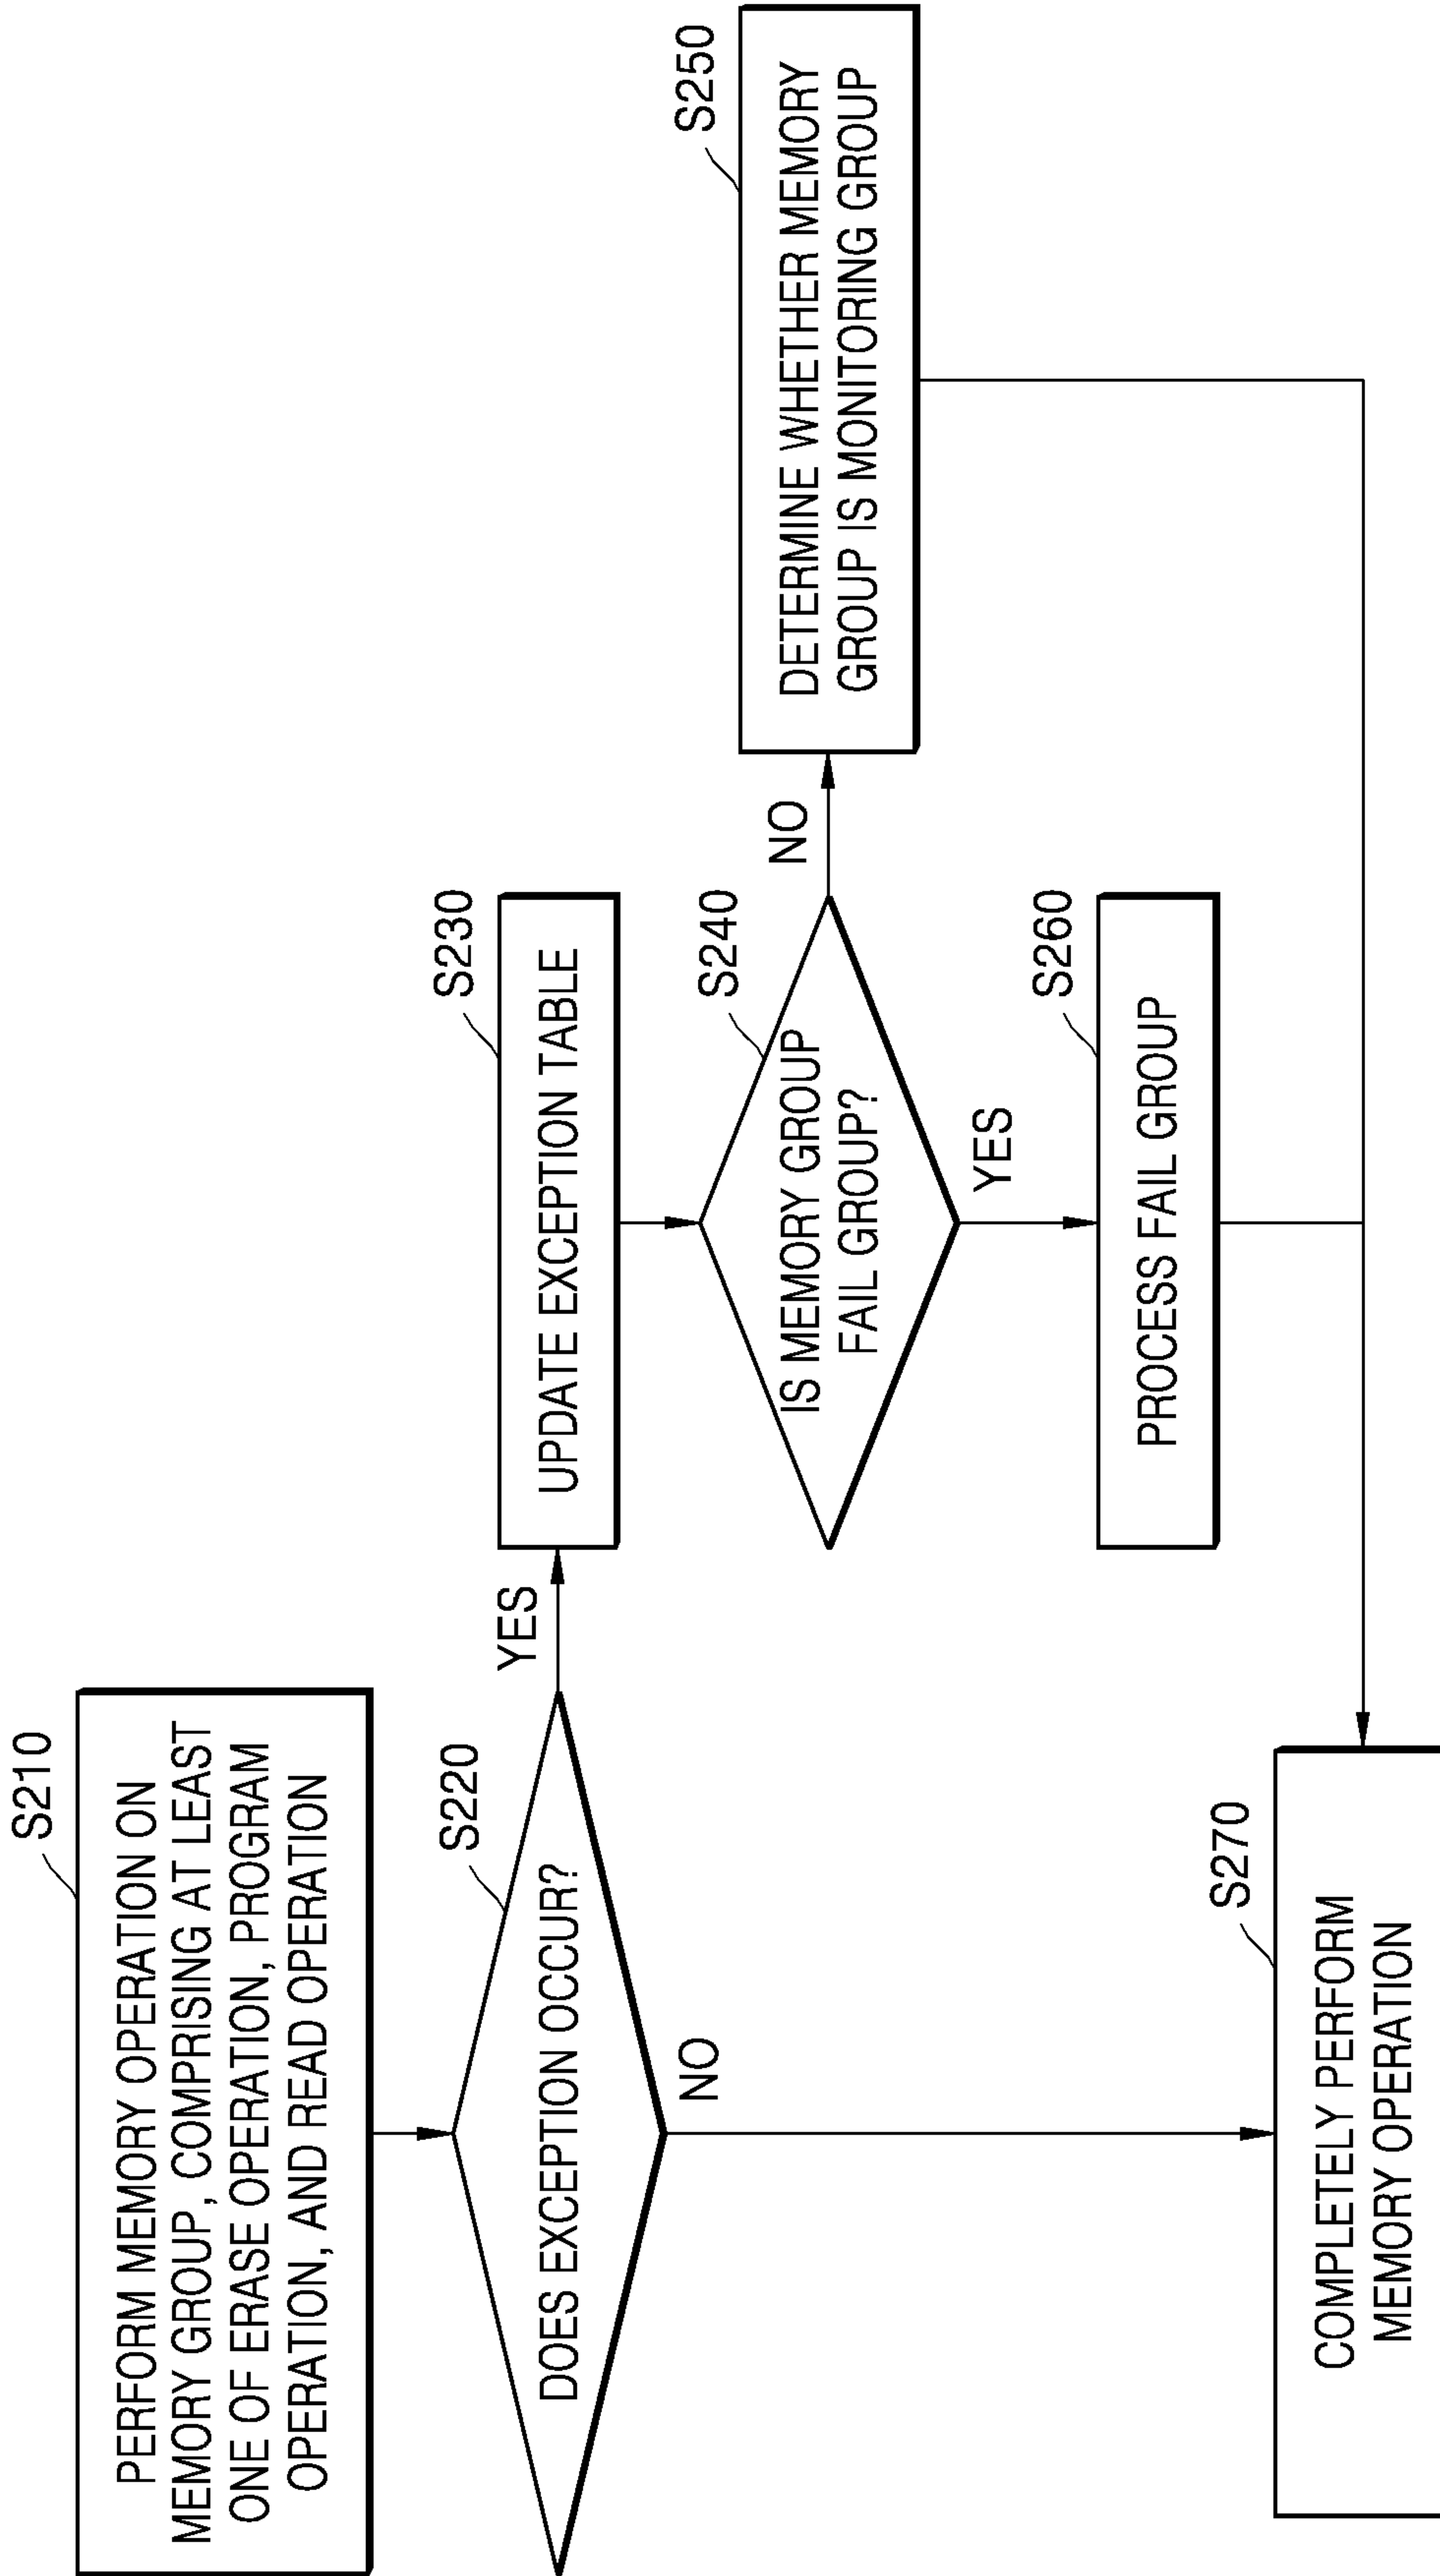 S210
PERFORM MEMORY OPERATION ON
MEMORY GROUP, COMPRISING AT LEAST
ONE OF ERASE OPERATION, PROGRAM
OPERATION, AND READ OPERATION
S220
DOES EXCEPTION OCCUR?
YES
NO
S230
UPDATE EXCEPTION TABLE
S240
IS MEMORY GROUP
FAIL GROUP?
NO
YES
S250
DETERMINE WHETHER MEMORY
GROUP IS MONITORING GROUP
S260
PROCESS FAIL GROUP
S270
COMPLETELY PERFORM
MEMORY OPERATION